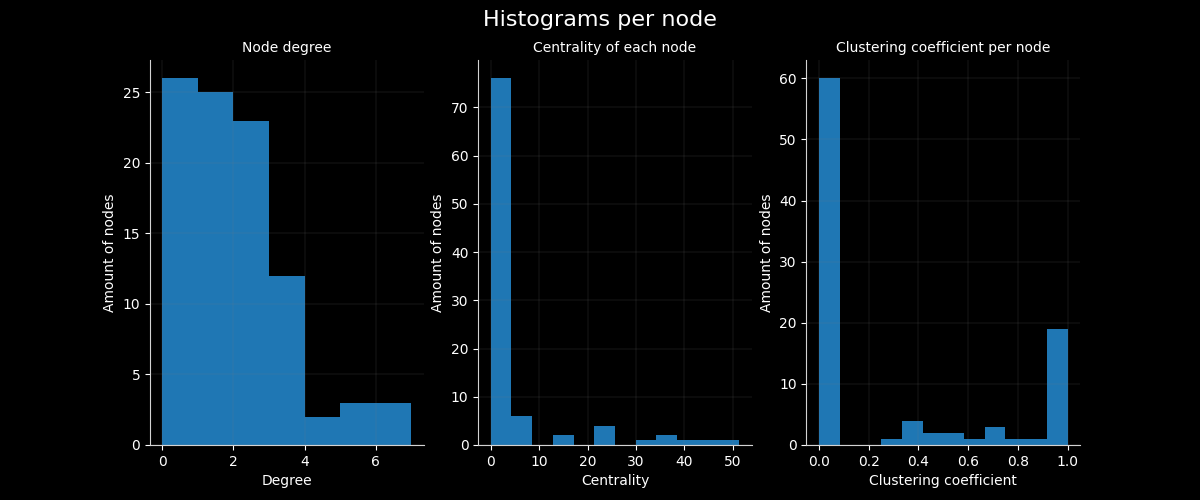 Histograms per node
Node degree
Amount of nodes
25
20
15
10
5
0
0 2 4 6
Degree
Centrality of each node
Amount of nodes
70
60
50
40
30
20
10
0
0 10 20 30 40 50
Centrality
Clustering coefficient per node
Amount of nodes
60
50
40
30
20
10
0
0.0 0.2 0.4 0.6 0.8 1.0
Clustering coefficient